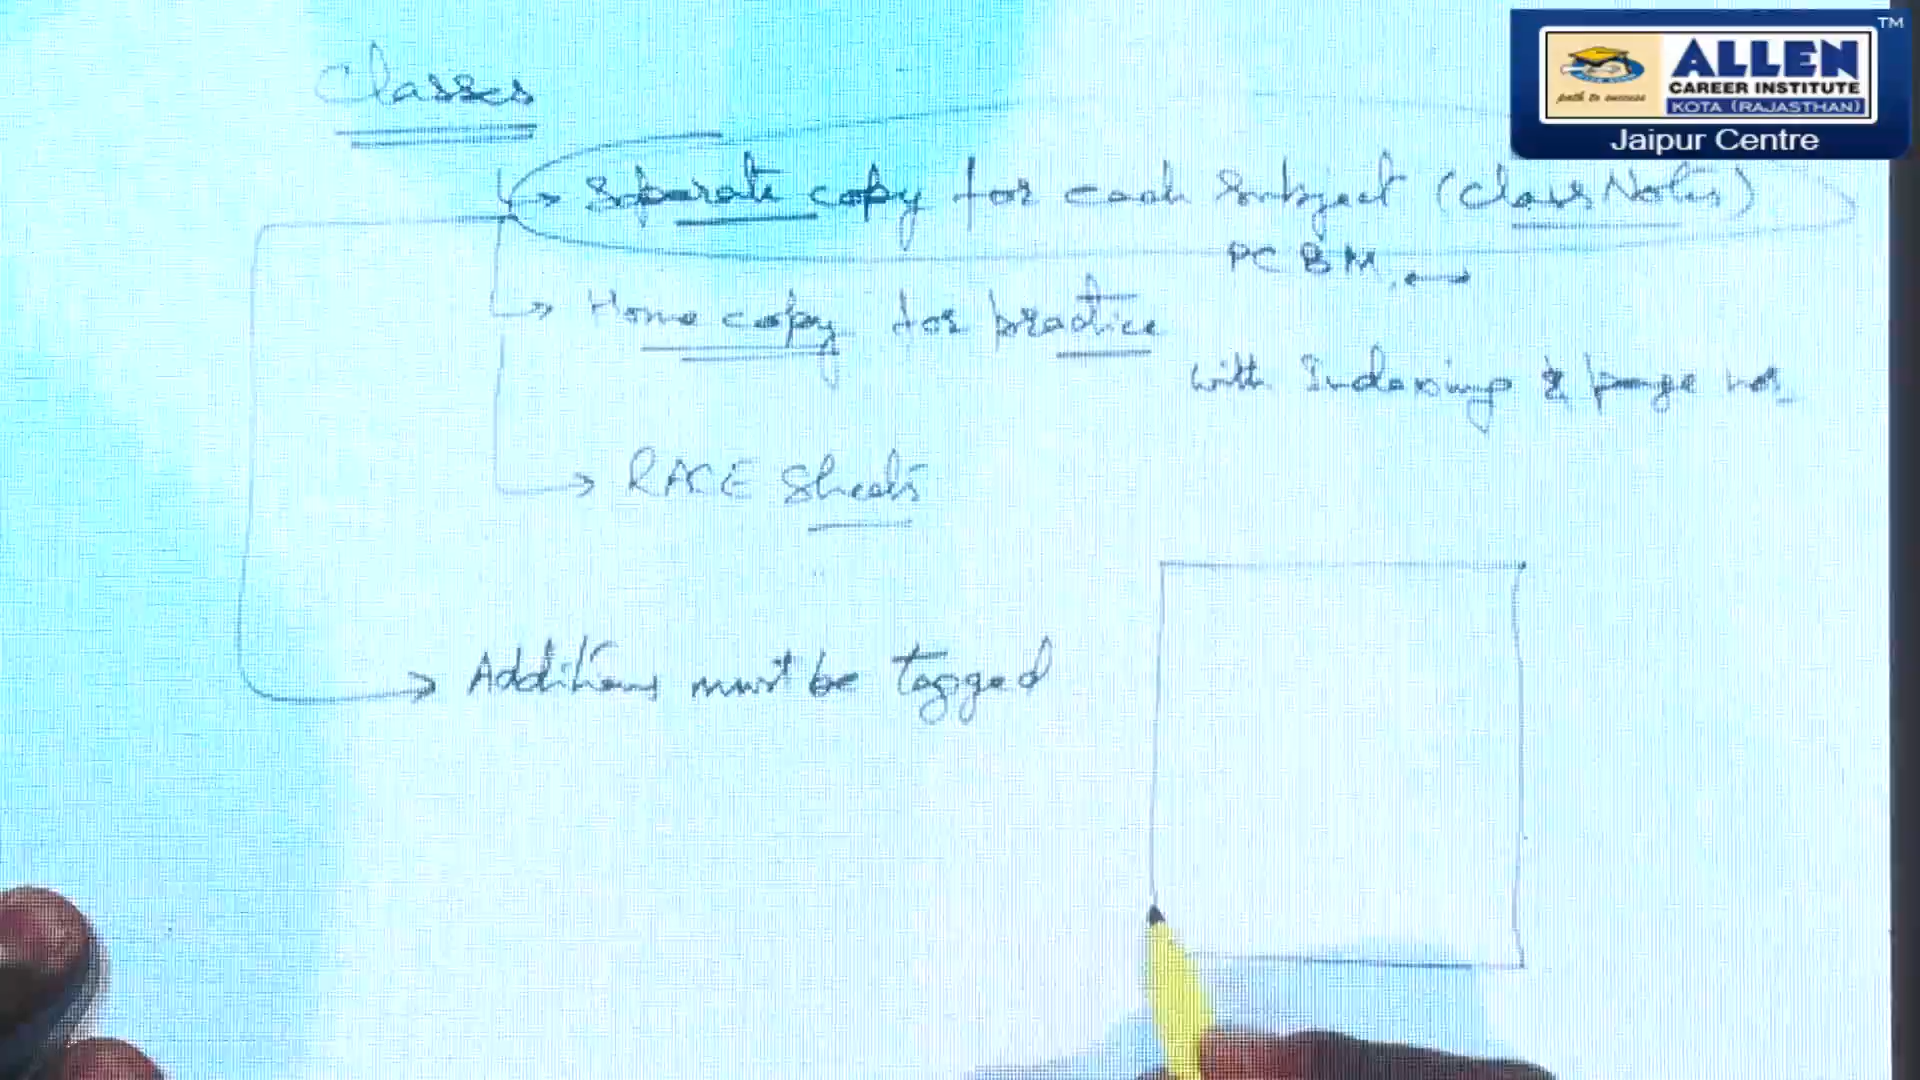 Classes
→ Separate copy for each subject (Class Notes)
PCBM
→ Home copy for practice
with Indexing & page nos.
→ RACE Sheets
→ Additions must be tagged
TM
ALLEN
CAREER INSTITUTE
path to success
KOTA (RAJASTHAN)
Jaipur Centre